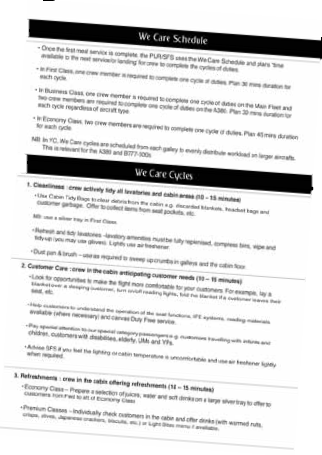 We Care Schedule
• Once the first meal service is complete, the PUR/SFS uses the We Care Schedule and plans 'time
available to the next service/to landing' for crew to complete the cycles of duties.
• In First Class, one crew member is required to complete one cycle of duties. Plan 30 mins duration
for each cycle.
• In Business Class, one crew member is required to complete one cycle of duties on the Main Fleet and
two crew members are required to complete one cycle of duties on the A380. Plan 30 mins duration for
each cycle regardless of aircraft type.
• In Economy Class, two crew members are required to complete one cycle of duties. Plan 45 mins duration
for each cycle.
NB: In YC, We Care cycles are scheduled from each galley to evenly distribute workload on larger aircrafts.
This is relevant for the A380 and B777-300s
We Care Cycles
1. Cleanliness : crew actively tidy all lavatories and cabin areas (10 – 15 minutes)
• Use Cabin Tidy Bags to clear debris from the cabin e.g. discarded blankets, headset bags and
customer garbage. Offer to collect items from seat pockets, etc.
NB: use a silver tray in First Class
• Refresh and tidy lavatories -lavatory amenities must be fully replenished, compress bins, wipe and
tidy up (you may use gloves). Lightly use air freshener.
• Dust pan & brush – use as required to sweep up crumbs in galleys and the cabin floor.
2. Customer Care : crew in the cabin anticipating customer needs (10 – 15 minutes)
• Look for opportunities to make the flight more comfortable for your customers. For example, lay a
blanket over a sleeping customer, turn on/off reading lights, fold the blanket if a customer leaves their
seat, etc.
• Help customers to understand the operation of the seat functions, IFE systems, reading materials
available (where necessary) and canvas Duty Free service.
• Pay special attention to our special category passengers e.g. customers travelling with infants and
children, customers with disabilities, elderly, UMs and YPs.
• Advise SFS if you feel the lighting or cabin temperature is uncomfortable and use air freshener lightly
when required.
3. Refreshments : crew in the cabin offering refreshments (10 – 15 minutes)
• Economy Class – Prepare a selection of juices, water and soft drinks on a large silver tray to offer to
customers from Fwd to aft of Economy Class
• Premium Classes – Individually check customers in the cabin and offer drinks (with warmed nuts,
crisps, olives, Japanese crackers, biscuits, etc.) or Light Bites menu if available.